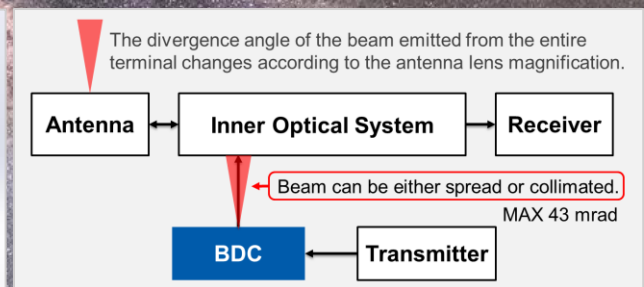 The divergence angle of the beam emitted from the entire
terminal changes according to the antenna lens magnification.
Antenna
Inner Optical System
Receiver
Beam can be either spread or collimated.
MAX 43 mrad
BDC
Transmitter